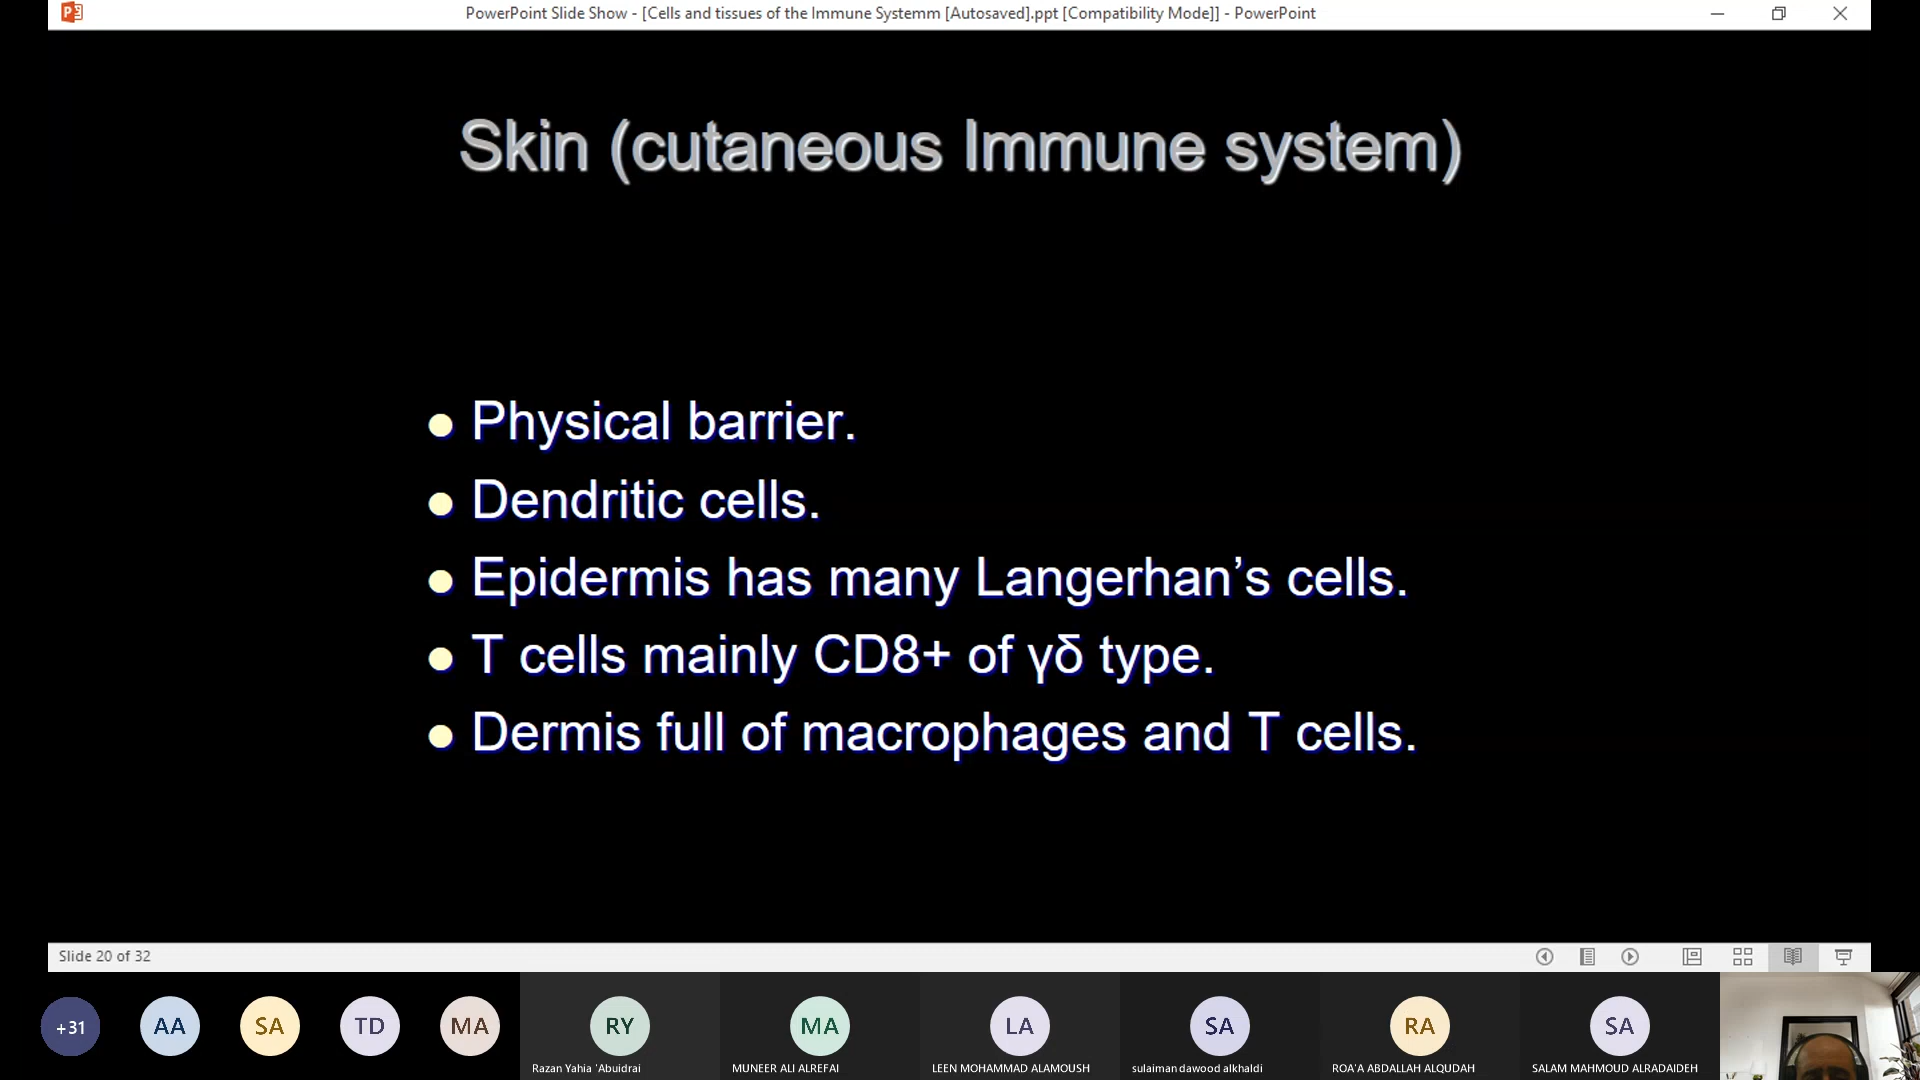 PowerPoint Slide Show - [Cells and tissues of the Immune Systemm [Autosaved].ppt [Compatibility Mode]] - PowerPoint
Skin (cutaneous Immune system)
Physical barrier.
Dendritic cells.
Epidermis has many Langerhan’s cells.
T cells mainly CD8+ of γδ type.
Dermis full of macrophages and T cells.
Slide 20 of 32
+31
AA
SA
TD
MA
RY
MA
LA
SA
RA
SA
Razan Yahia 'Abuidrai
MUNEER ALI ALREFAI
LEEN MOHAMMAD ALAMOUSH
sulaiman dawood alkhaldi
ROA'A ABDALLAH ALQUDAH
SALAM MAHMOUD ALRADAIDEH